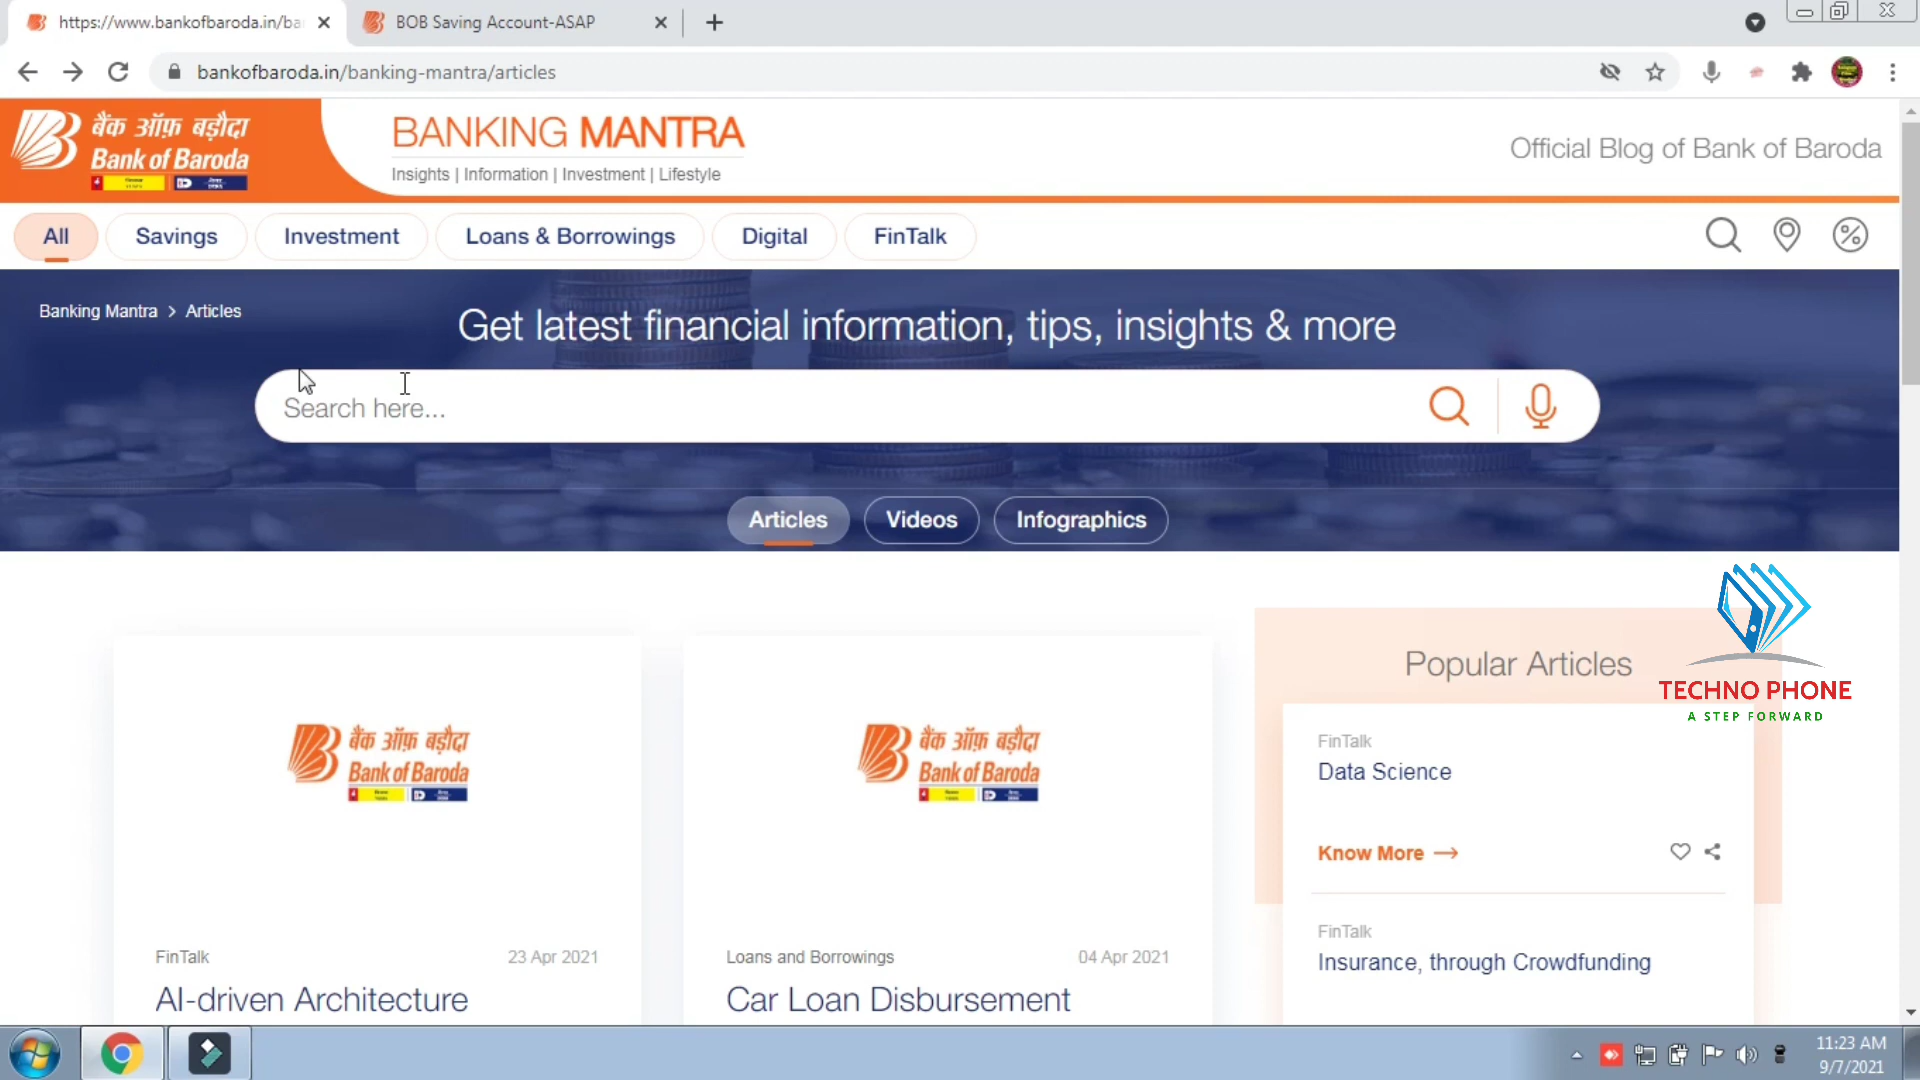 https://www.bankofbaroda.in/ba
BOB Saving Account-ASAP
bankofbaroda.in/banking-mantra/articles
बैंक ऑफ़ बड़ौदा
Bank of Baroda
BANKING MANTRA
Insights | Information | Investment | Lifestyle
Official Blog of Bank of Baroda
All
Savings
Investment
Loans & Borrowings
Digital
FinTalk
Banking Mantra > Articles
Get latest financial information, tips, insights & more
Search here...
Articles
Videos
Infographics
बैंक ऑफ़ बड़ौदा
Bank of Baroda
FinTalk
23 Apr 2021
AI-driven Architecture
बैंक ऑफ़ बड़ौदा
Bank of Baroda
Loans and Borrowings
04 Apr 2021
Car Loan Disbursement
Popular Articles
TECHNO PHONE
A STEP FORWARD
FinTalk
Data Science
Know More
FinTalk
Insurance, through Crowdfunding
11:23 AM
9/7/2021